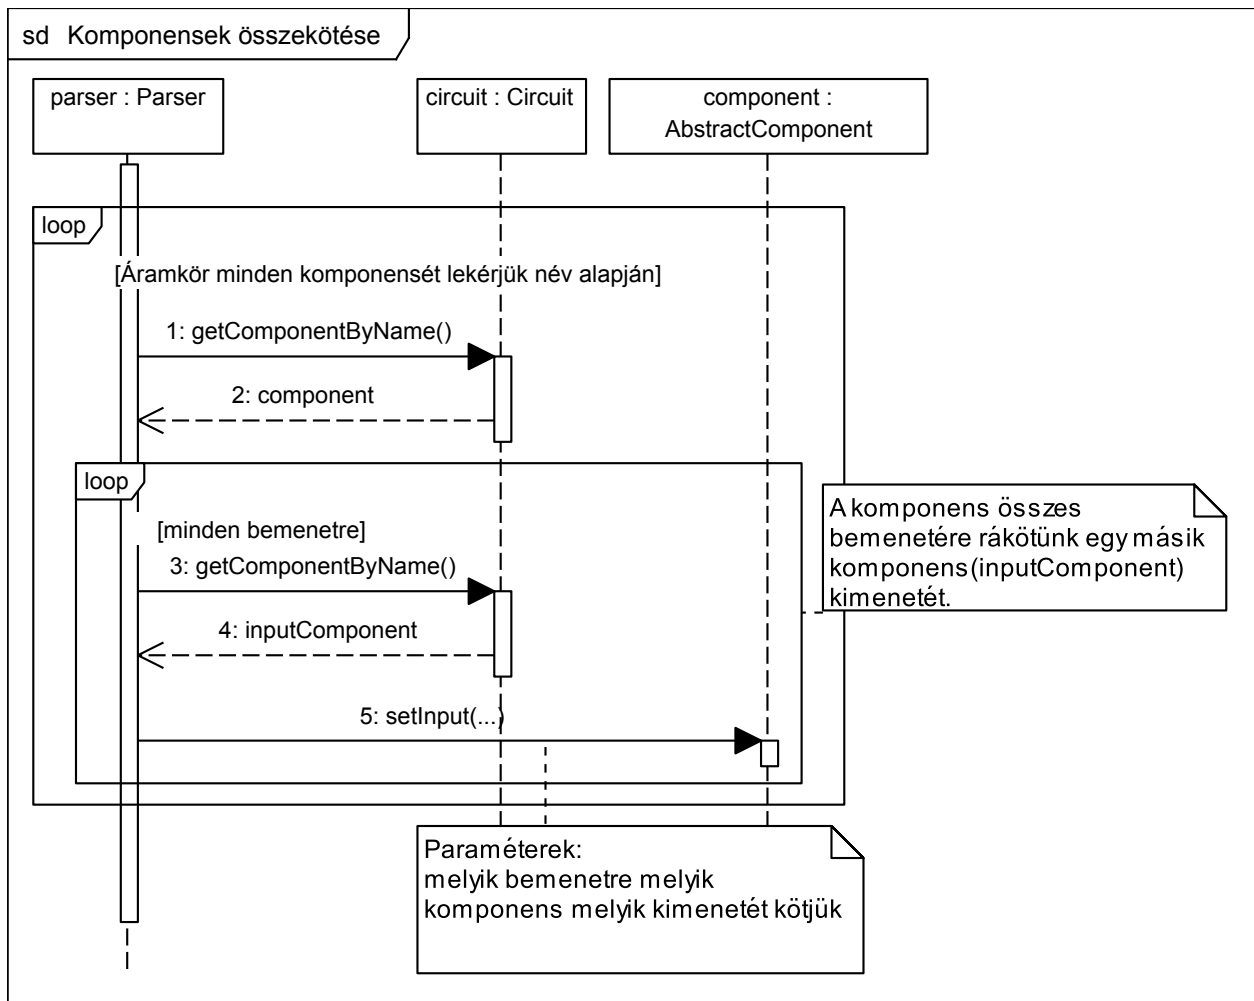 sd Komponensek összekötése
parser : Parser
circuit : Circuit
component :
AbstractComponent
loop
[Áramkör minden komponensét lekérjük név alapján]
1: getComponentByName()
2: component
loop
[minden bemenetre]
3: getComponentByName()
4: inputComponent
5: setInput(...)
A komponens összes
bemenetére rákötünk egy másik
komponens(inputComponent)
kimenetét.
Paraméterek:
melyik bemenetre melyik
komponens melyik kimenetét kötjük